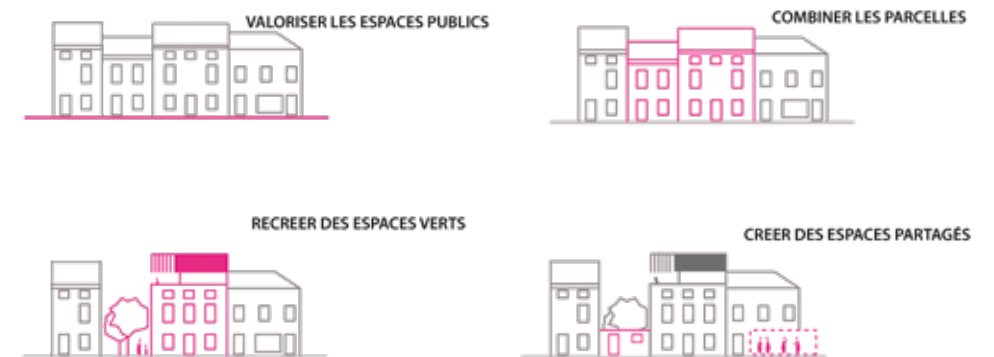 VALORISER LES ESPACES PUBLICS
COMBINER LES PARCELLES
RECREER DES ESPACES VERTS
CREER DES ESPACES PARTAGÉS